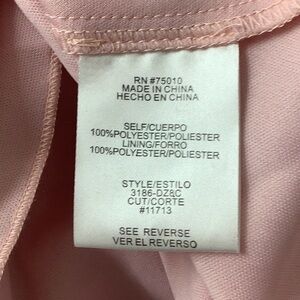 RN #75010
MADE IN CHINA
HECHO EN CHINA
SELF/CUERPO
100%POLYESTER/POLIESTER
LINING/FORRO
100%POLYESTER/POLIESTER
STYLE/ESTILO
3186-DZ&C
CUT/CORTE
#11713
SEE REVERSE
VER EL REVERSO